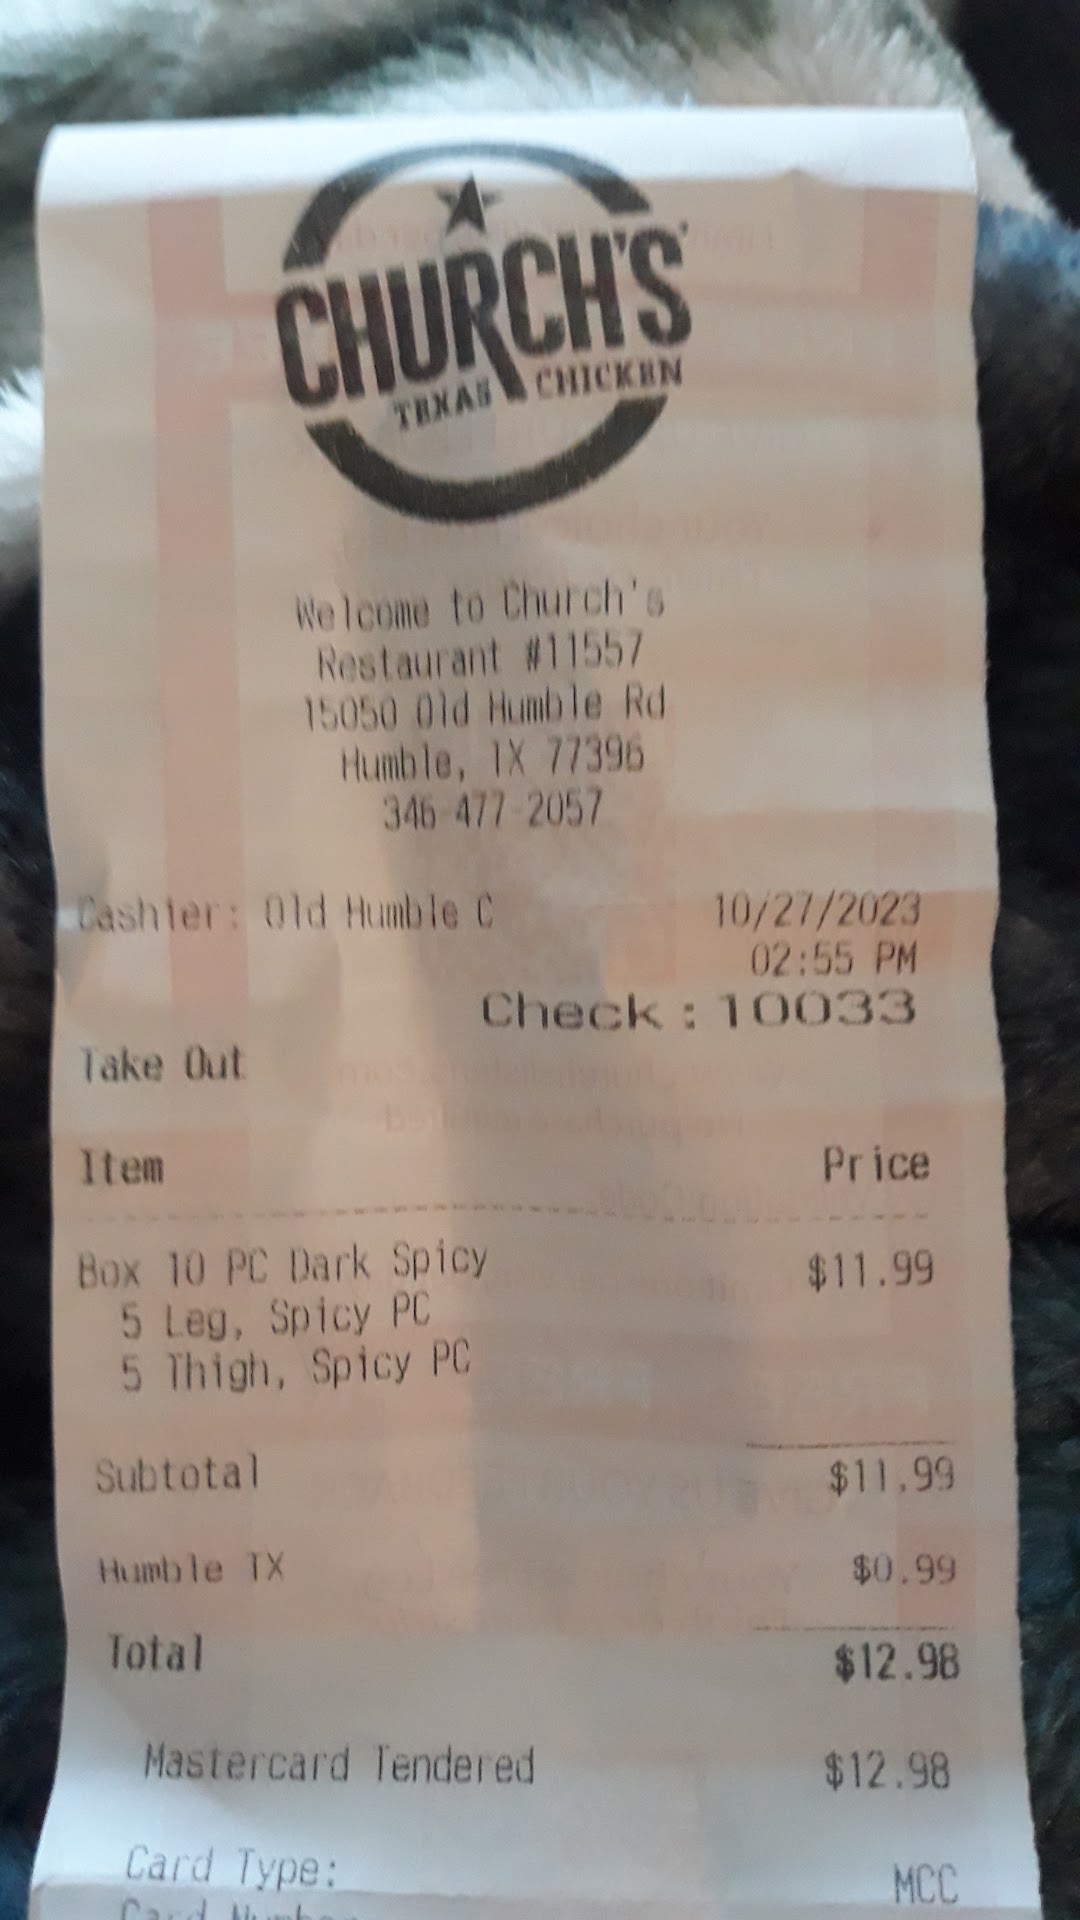 CHURCH'S
TEXAS CHICKEN
Welcome to Church's
Restaurant #11557
15050 Old Humble Rd
Humble, TX 77396
346-477-2057
Cashier: Old Humble C 10/27/2023
02:55 PM
Check : 10033
Take Out
Item Price
Box 10 PC Dark Spicy $11.99
5 Leg, Spicy PC
5 Thigh, Spicy PC
Subtotal $11.99
Humble TX $0.99
Total $12.98
Mastercard Tendered $12.98
Card Type: MCC
Card Number